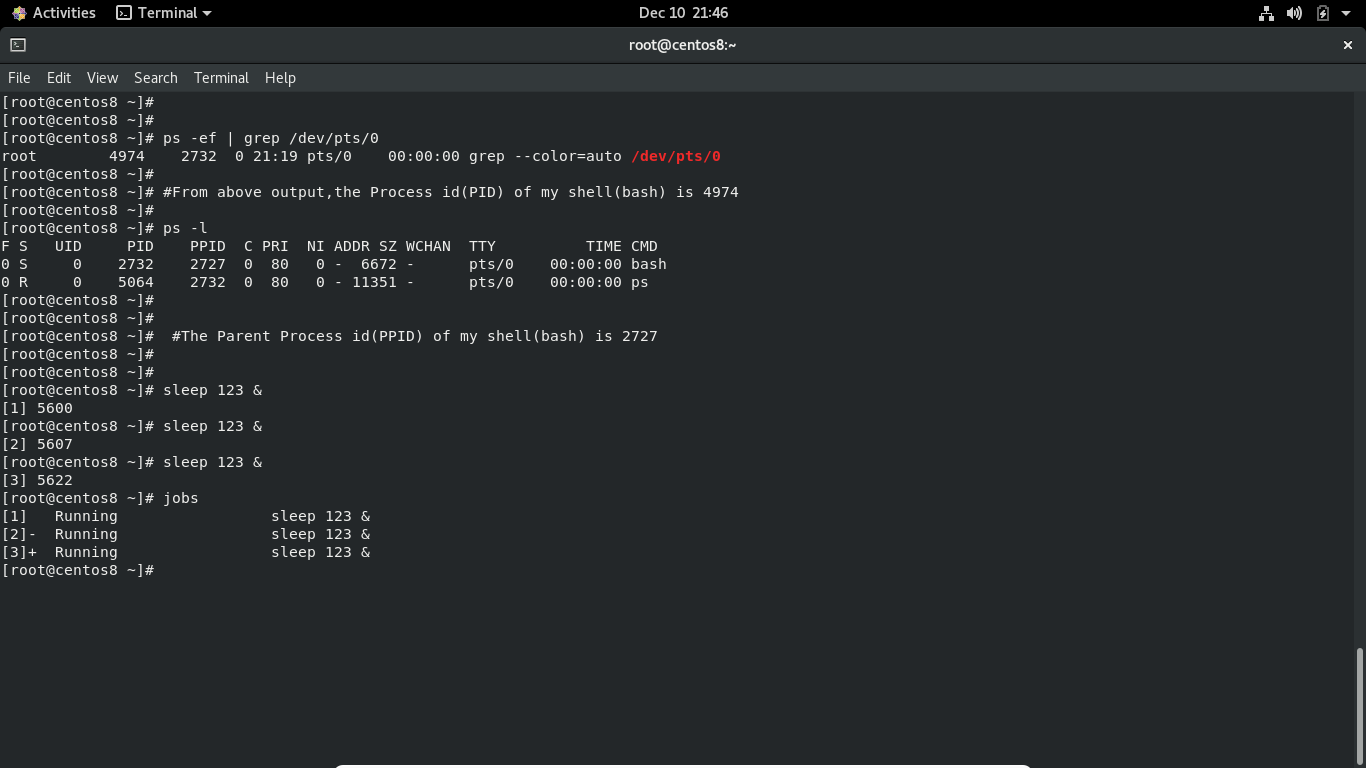 Activities Terminal Dec 10 21:46
root@centos8:~
File Edit View Search Terminal Help
[root@centos8 ~]#
[root@centos8 ~]#
[root@centos8 ~]# ps -ef | grep /dev/pts/0
root        4974    2732  0 21:19 pts/0    00:00:00 grep --color=auto /dev/pts/0
[root@centos8 ~]#
[root@centos8 ~]# #From above output,the Process id(PID) of my shell(bash) is 4974
[root@centos8 ~]#
[root@centos8 ~]# ps -l
F S   UID     PID    PPID  C PRI  NI ADDR SZ WCHAN  TTY          TIME CMD
0 S     0    2732    2727  0  80   0 -  6672 -      pts/0    00:00:00 bash
0 R     0    5064    2732  0  80   0 - 11351 -      pts/0    00:00:00 ps
[root@centos8 ~]#
[root@centos8 ~]#
[root@centos8 ~]#  #The Parent Process id(PPID) of my shell(bash) is 2727
[root@centos8 ~]#
[root@centos8 ~]#
[root@centos8 ~]# sleep 123 &
[1] 5600
[root@centos8 ~]# sleep 123 &
[2] 5607
[root@centos8 ~]# sleep 123 &
[3] 5622
[root@centos8 ~]# jobs
[1]   Running                 sleep 123 &
[2]-  Running                 sleep 123 &
[3]+  Running                 sleep 123 &
[root@centos8 ~]#